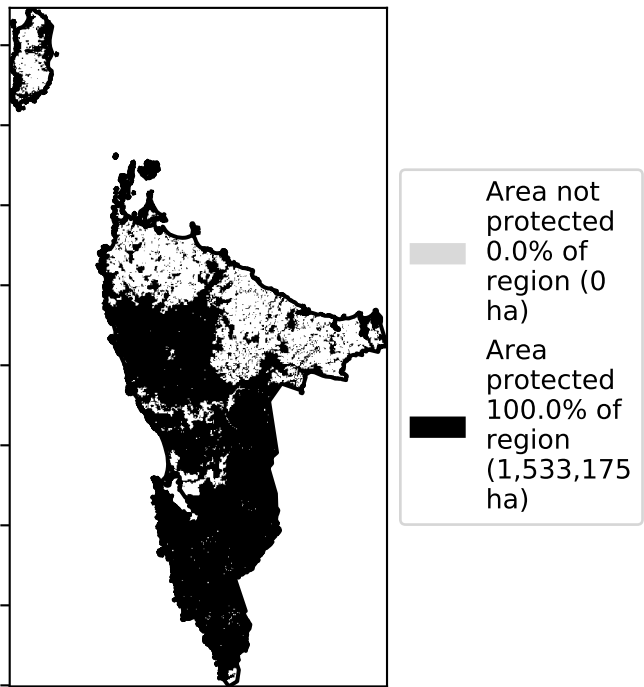 Area not
protected
0.0% of
region (0
ha)
Area
protected
100.0% of
region
(1,533,175
ha)